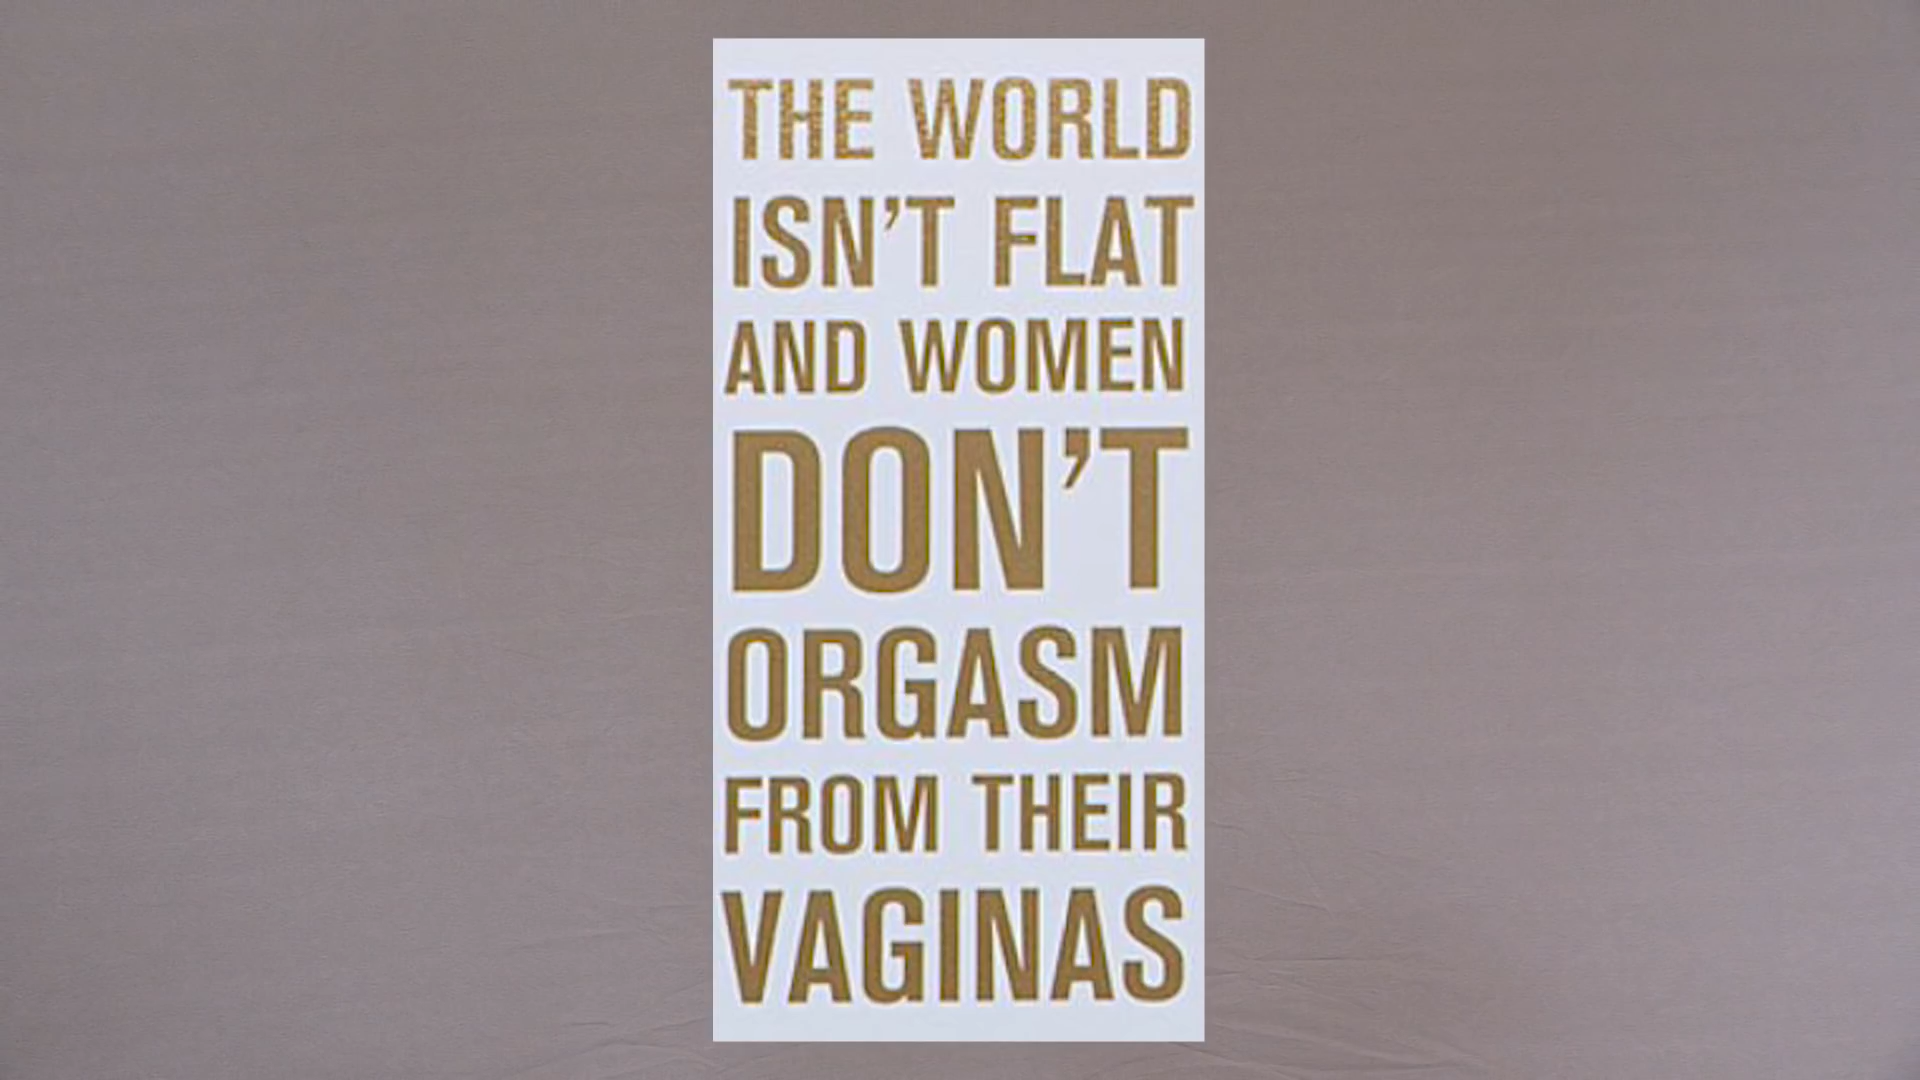 THE WORLD
ISN'T FLAT
AND WOMEN
DON'T
ORGASM
FROM THEIR
VAGINAS